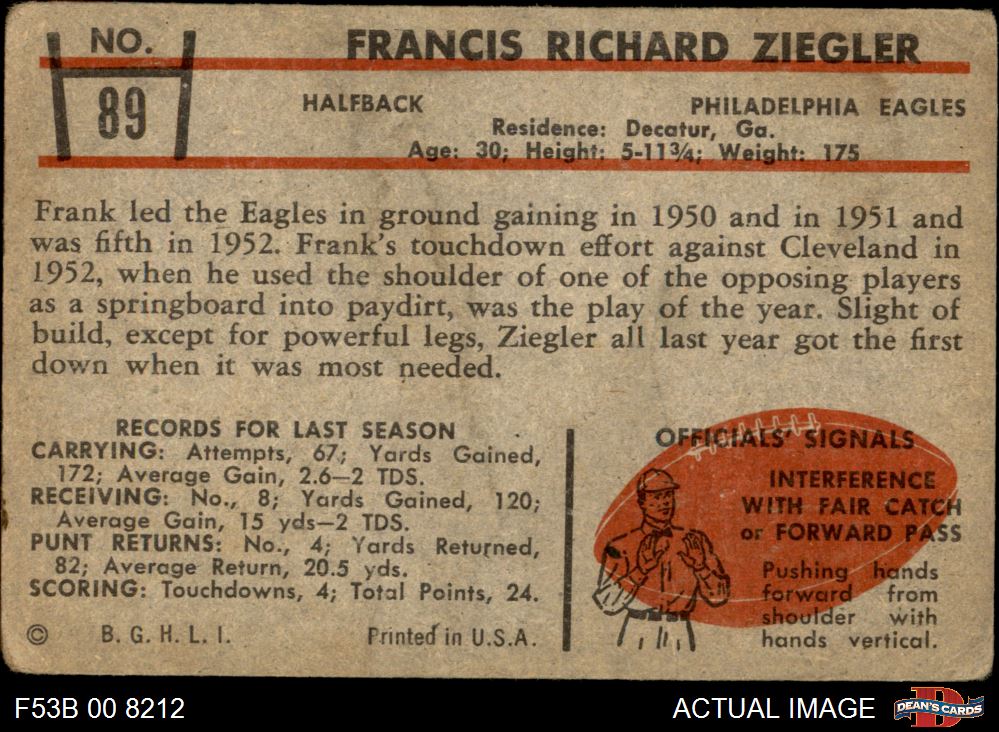 NO.
89
FRANCIS RICHARD ZIEGLER
HALFBACK PHILADELPHIA EAGLES
Residence: Decatur, Ga.
Age: 30; Height: 5-11¾; Weight: 175
Frank led the Eagles in ground gaining in 1950 and in 1951 and
was fifth in 1952. Frank's touchdown effort against Cleveland in
1952, when he used the shoulder of one of the opposing players
as a springboard into paydirt, was the play of the year. Slight of
build, except for powerful legs, Ziegler all last year got the first
down when it was most needed.
RECORDS FOR LAST SEASON
CARRYING: Attempts, 67; Yards Gained,
172; Average Gain, 2.6—2 TDS.
RECEIVING: No., 8; Yards Gained, 120;
Average Gain, 15 yds—2 TDS.
PUNT RETURNS: No., 4; Yards Returned,
82; Average Return, 20.5 yds.
SCORING: Touchdowns, 4; Total Points, 24.
© B. G. H. L. I. Printed in U.S.A.
OFFICIALS' SIGNALS
INTERFERENCE
WITH FAIR CATCH
or FORWARD PASS
Pushing hands
forward from
shoulder with
hands vertical.
F53B 00 8212 ACTUAL IMAGE
D
DEAN'S CARDS